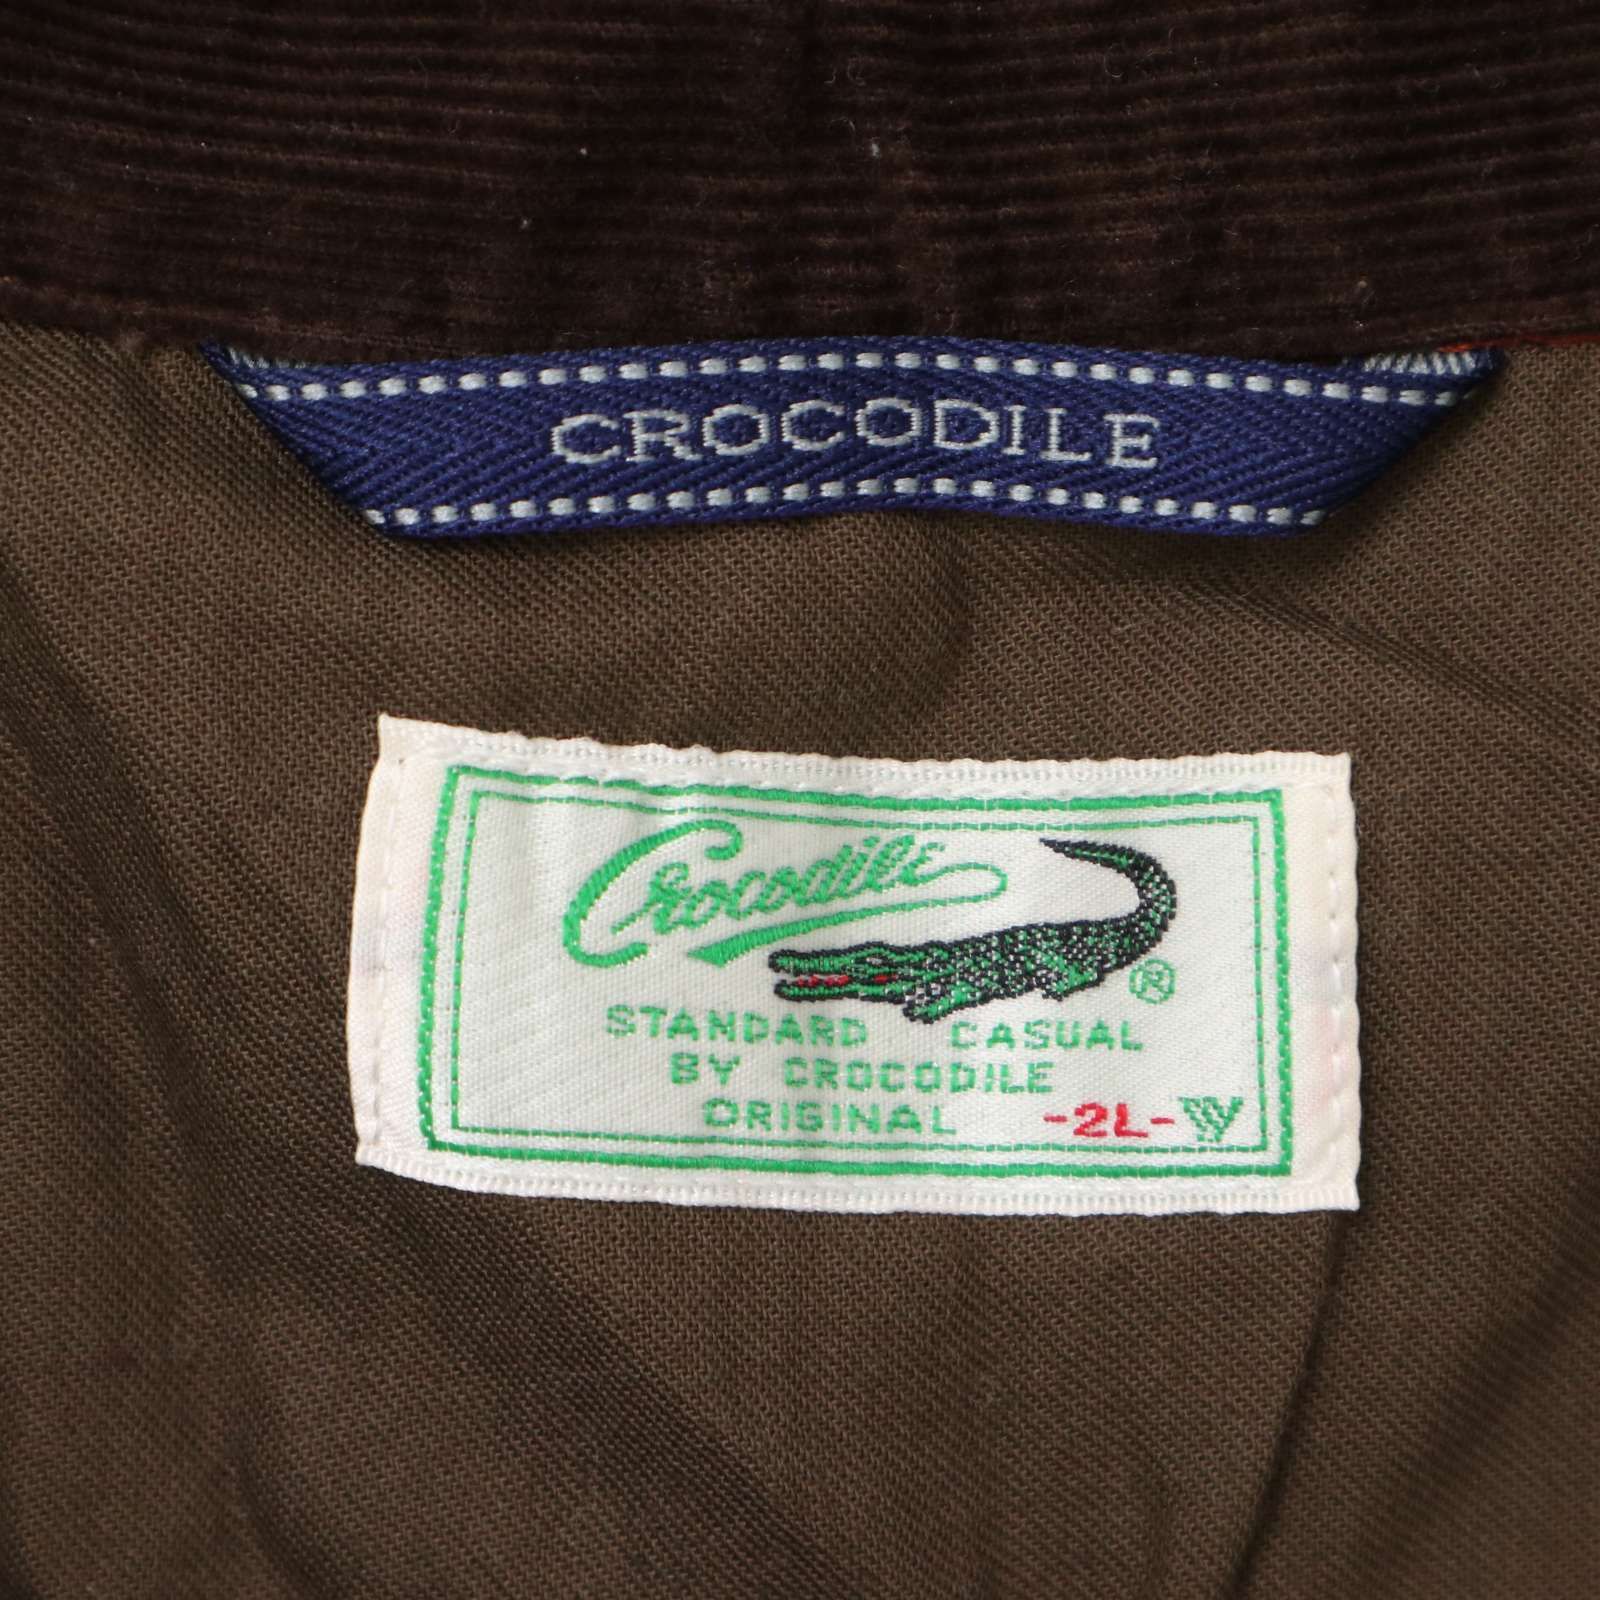 CROCODILE
Crocodile
®
STANDARD CASUAL
BY CROCODILE
ORIGINAL -2L-